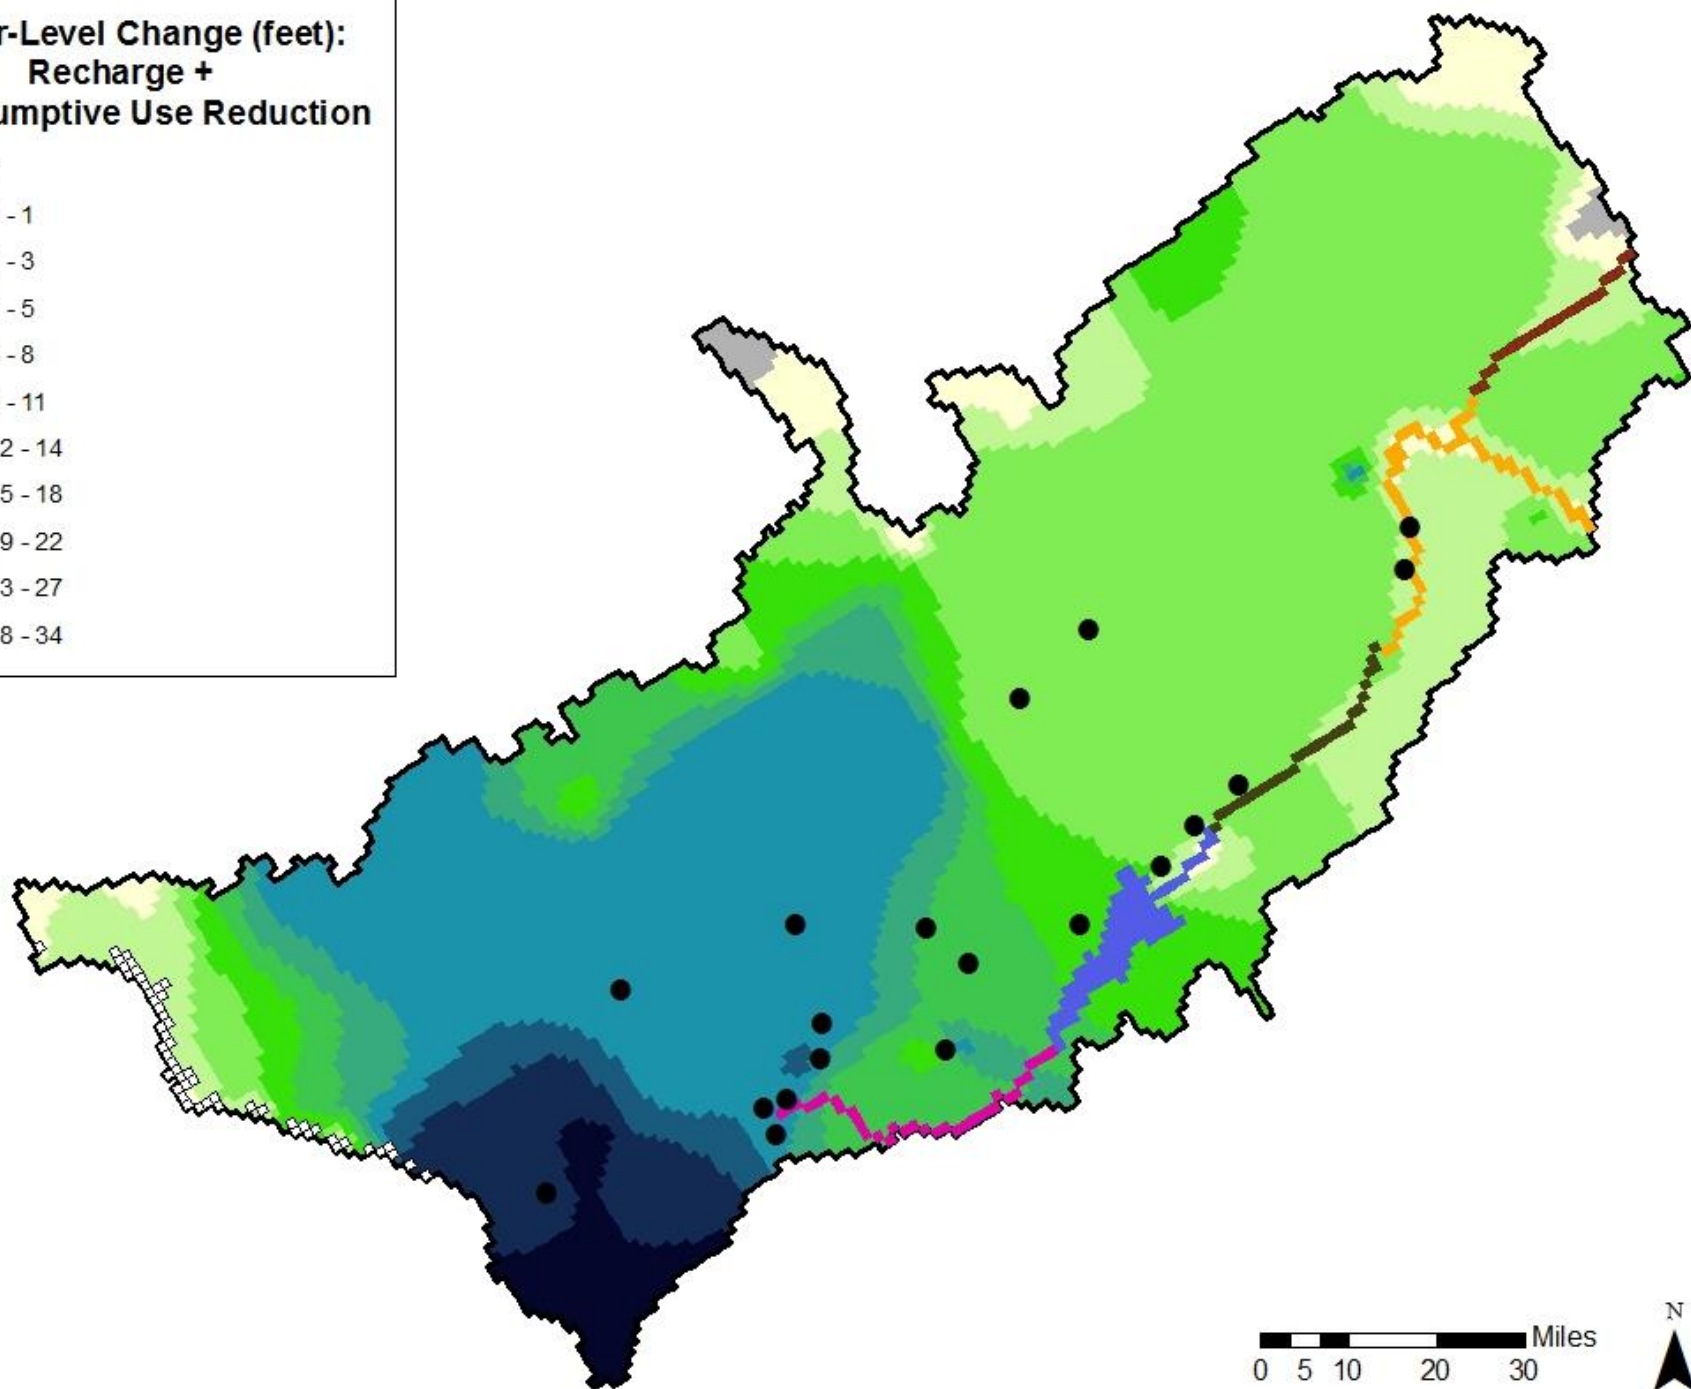 r-Level Change (feet):
Recharge +
umptive Use Reduction
- 1
- 3
- 5
- 8
- 11
2 - 14
5 - 18
9 - 22
3 - 27
8 - 34
Miles
0 5 10 20 30
N